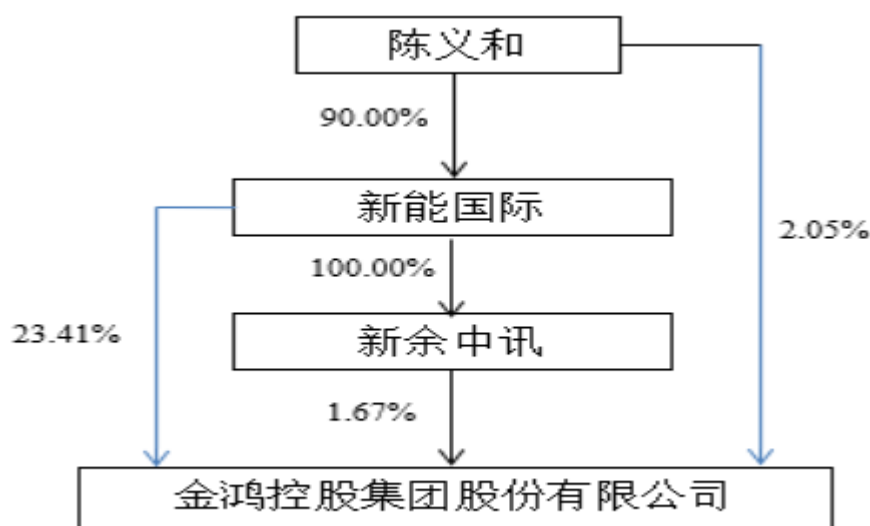 陈义和
90.00%
新能国际
2.05%
100.00%
23.41%
新余中讯
1.67%
金鸿控股集团股份有限公司